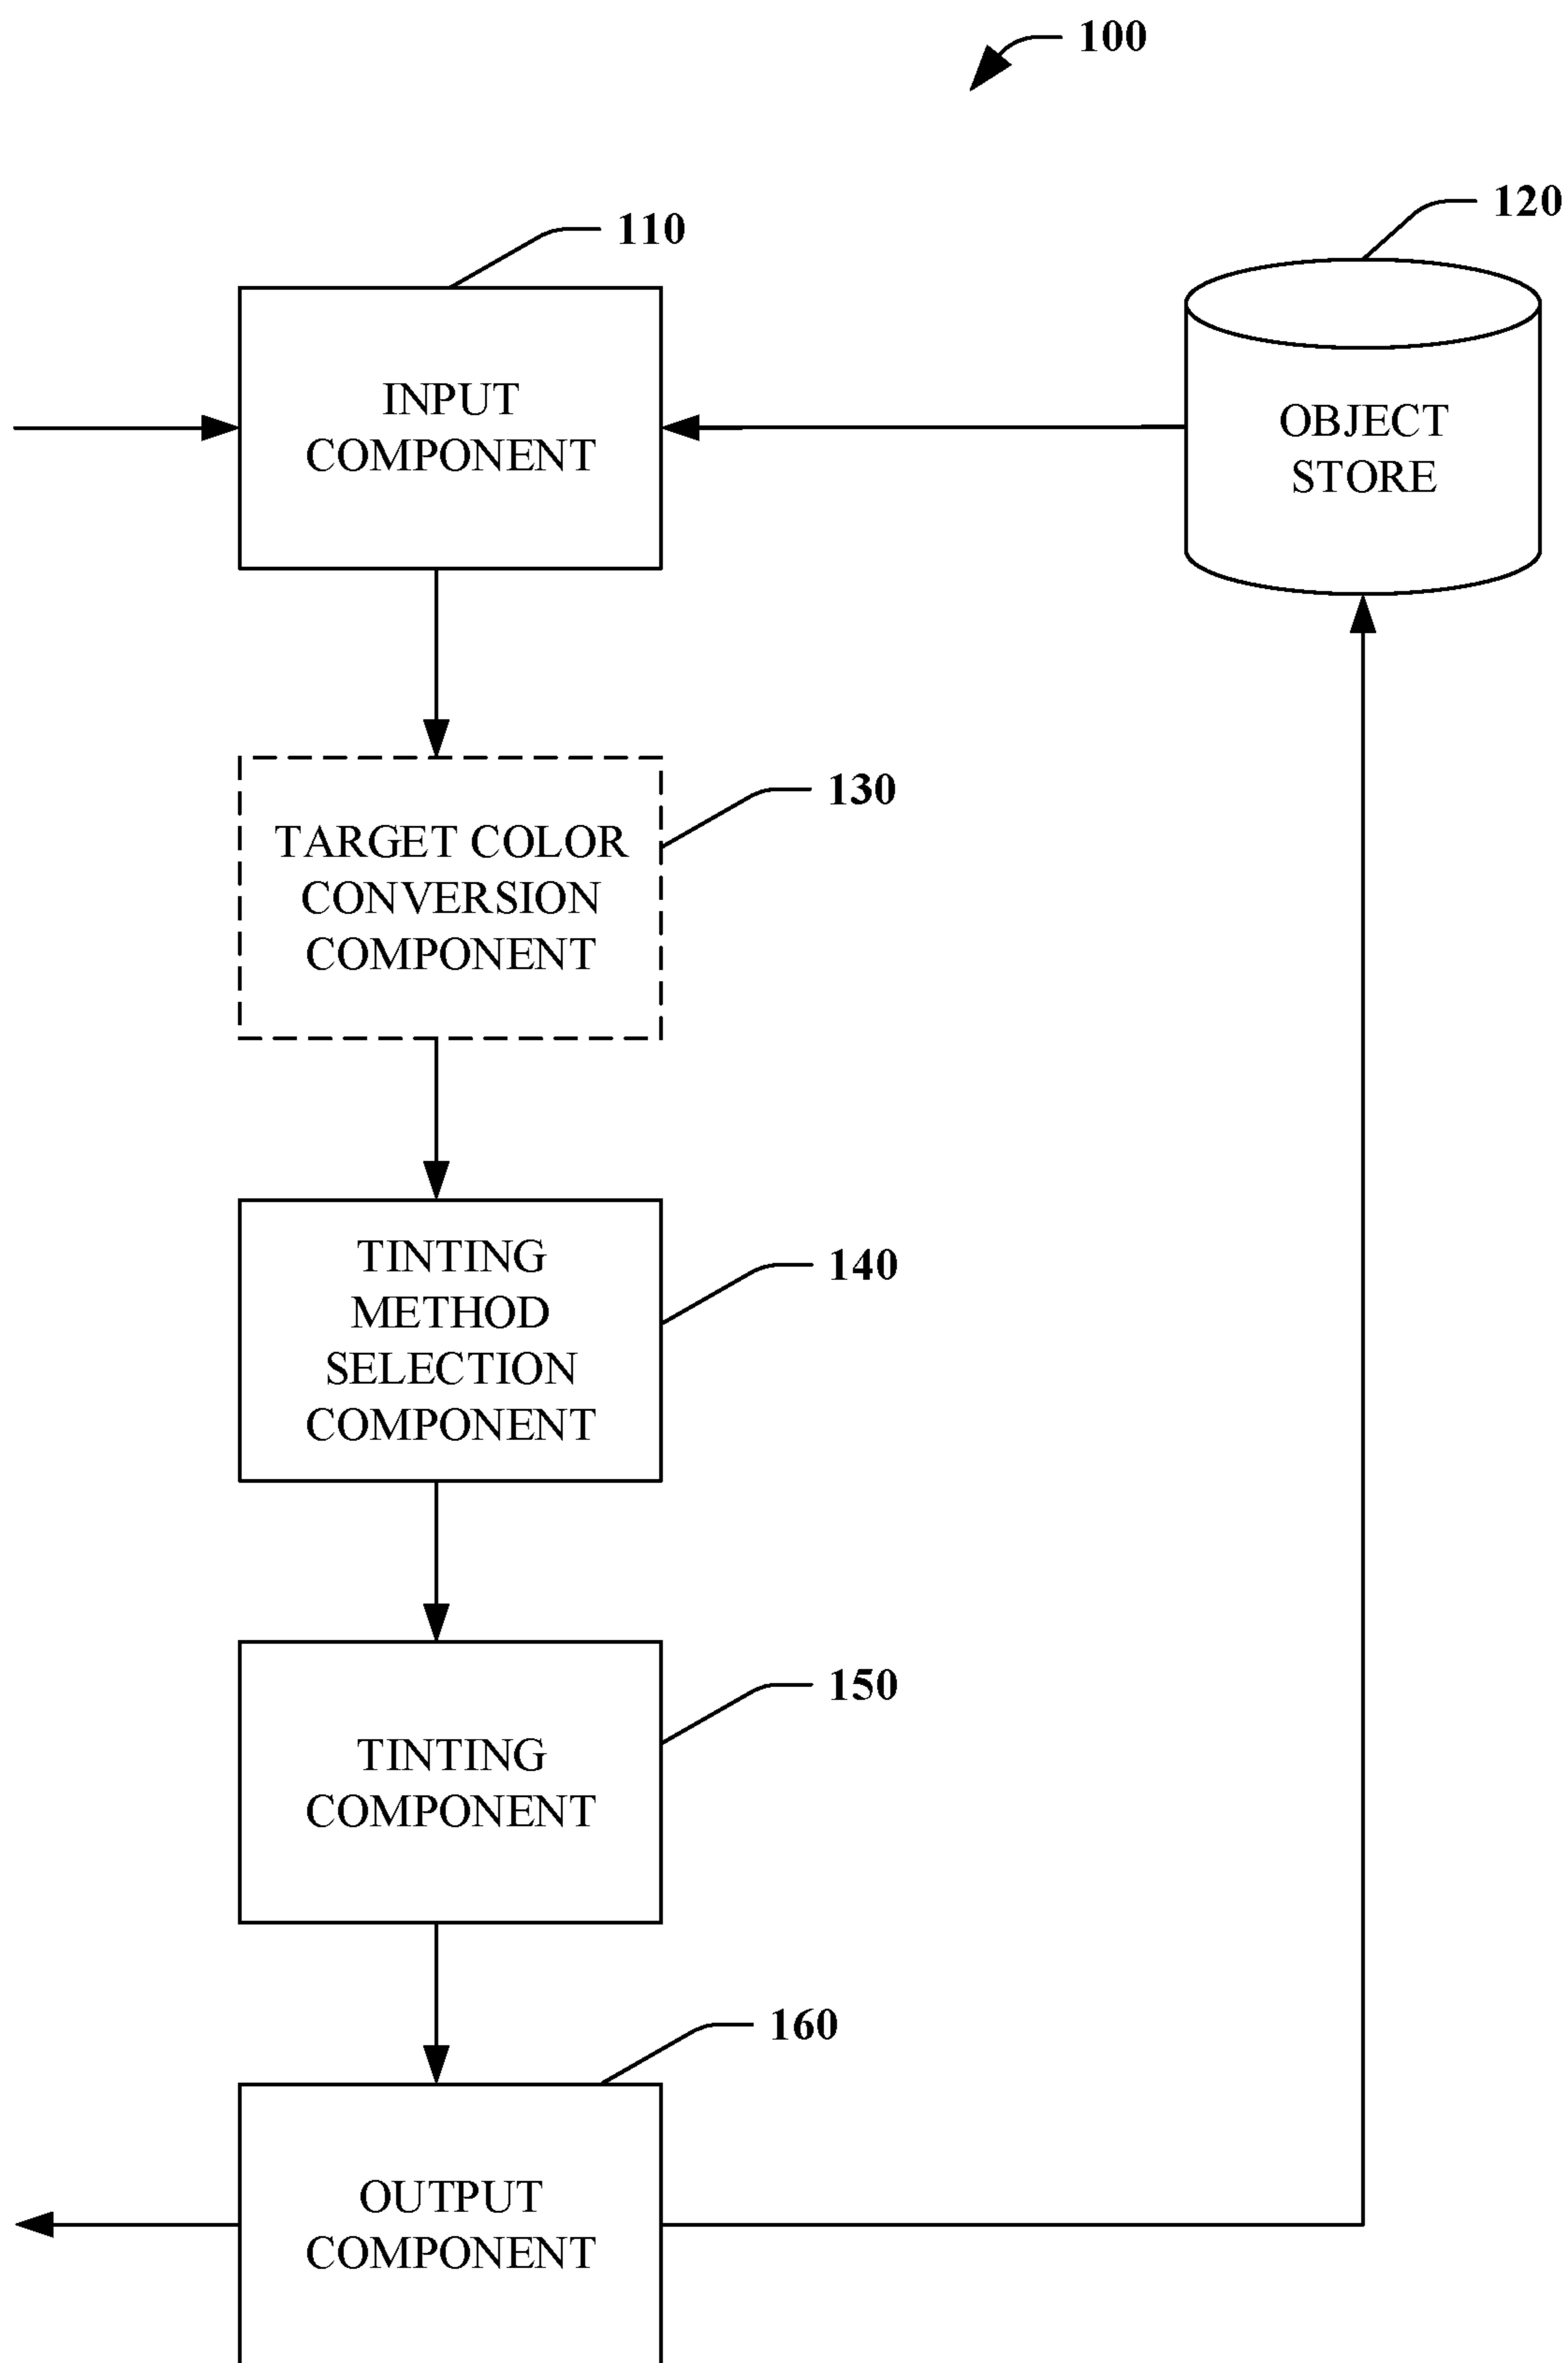 100
110
120
INPUT
COMPONENT
OBJECT
STORE
130
TARGET COLOR
CONVERSION
COMPONENT
140
TINTING
METHOD
SELECTION
COMPONENT
150
TINTING
COMPONENT
160
OUTPUT
COMPONENT